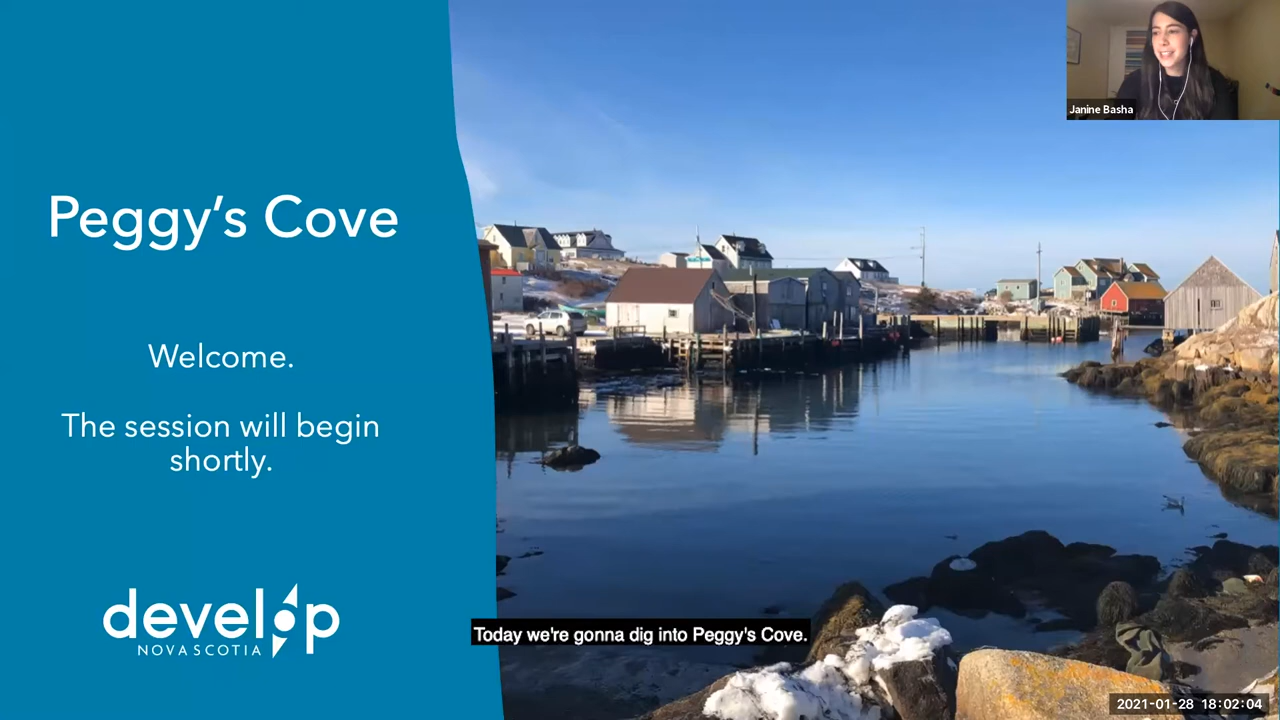 Peggy's Cove
Welcome.
The session will begin
shortly.
develop
NOVA SCOTIA
Janine Basha
Today we're gonna dig into Peggy's Cove.
2021-01-28 18:02:04